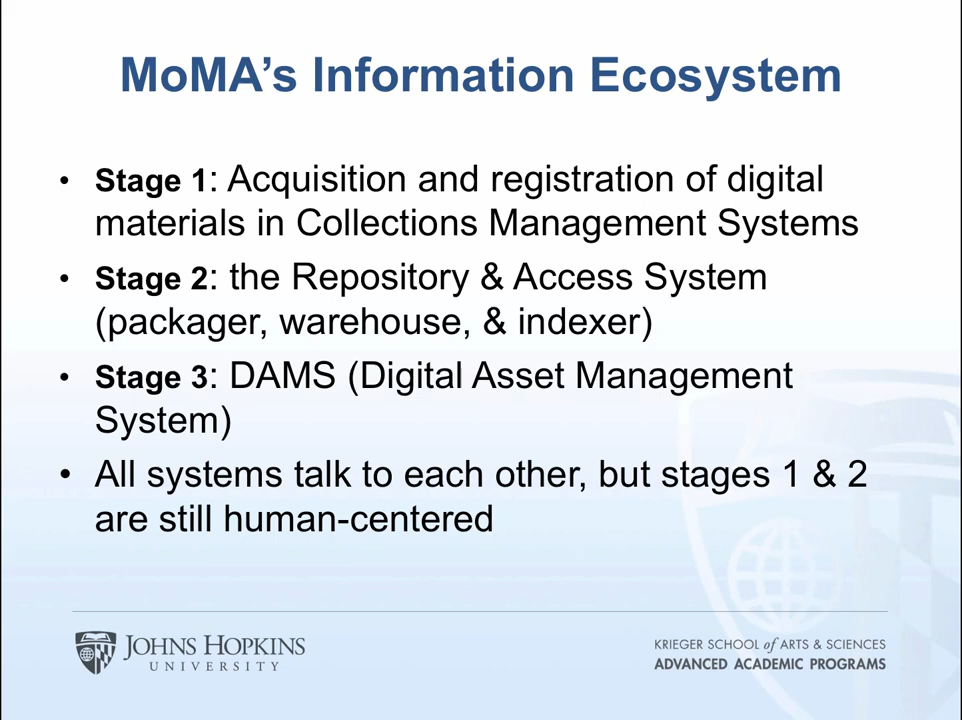 MoMA’s Information Ecosystem
• Stage 1: Acquisition and registration of digital
materials in Collections Management Systems
• Stage 2: the Repository & Access System
(packager, warehouse, & indexer)
• Stage 3: DAMS (Digital Asset Management
System)
• All systems talk to each other, but stages 1 & 2
are still human-centered
JOHNS HOPKINS
UNIVERSITY
KRIEGER SCHOOL of ARTS & SCIENCES
ADVANCED ACADEMIC PROGRAMS